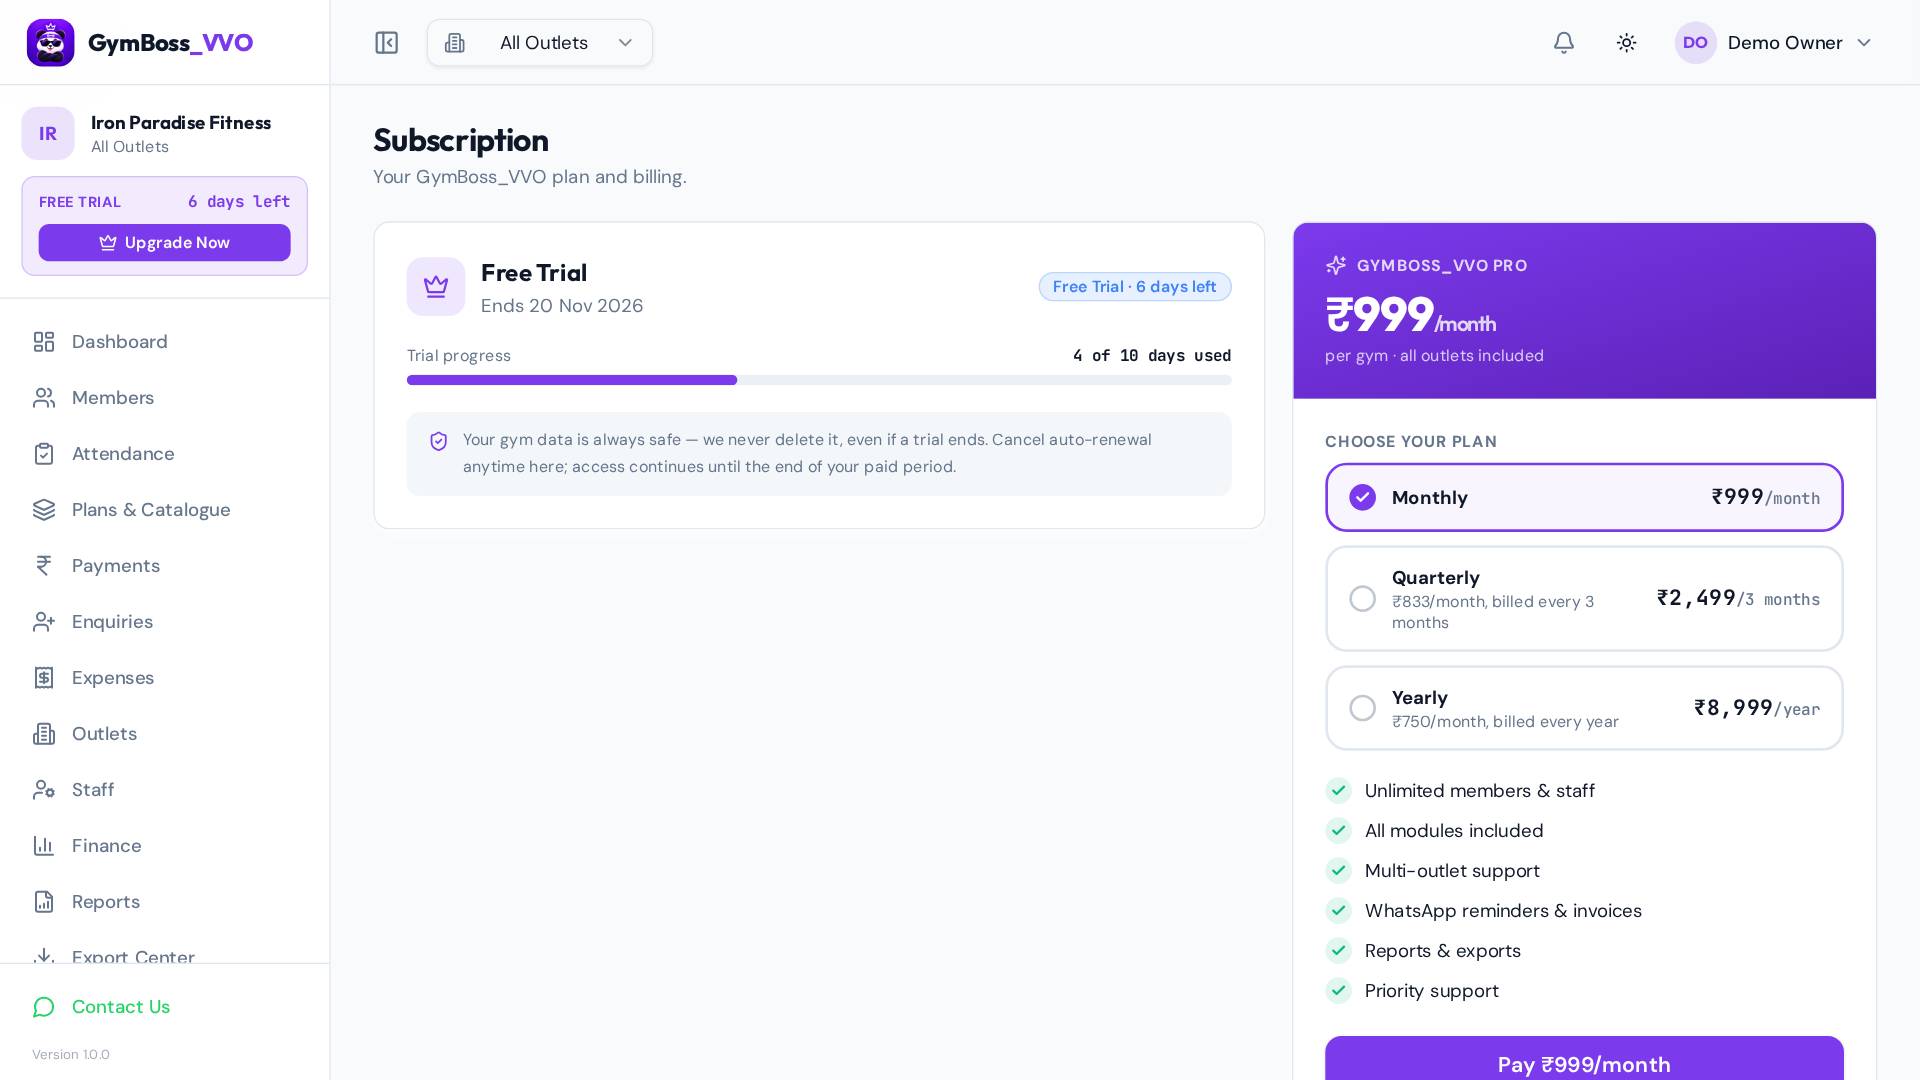 GymBoss_VVO
All Outlets
DO
Demo Owner
IR
Iron Paradise Fitness
All Outlets
FREE TRIAL
6 days left
Upgrade Now
Dashboard
Members
Attendance
Plans & Catalogue
Payments
Enquiries
Expenses
Outlets
Staff
Finance
Reports
Export Center
Contact Us
Version 1.0.0
Subscription
Your GymBoss_VVO plan and billing.
Free Trial
Ends 20 Nov 2026
Free Trial · 6 days left
Trial progress
4 of 10 days used
Your gym data is always safe — we never delete it, even if a trial ends. Cancel auto-renewal
anytime here; access continues until the end of your paid period.
GYMBOSS_VVO PRO
₹999/month
per gym · all outlets included
CHOOSE YOUR PLAN
Monthly
₹999/month
Quarterly
₹833/month, billed every 3
months
₹2,499/3 months
Yearly
₹750/month, billed every year
₹8,999/year
Unlimited members & staff
All modules included
Multi-outlet support
WhatsApp reminders & invoices
Reports & exports
Priority support
Pay ₹999/month